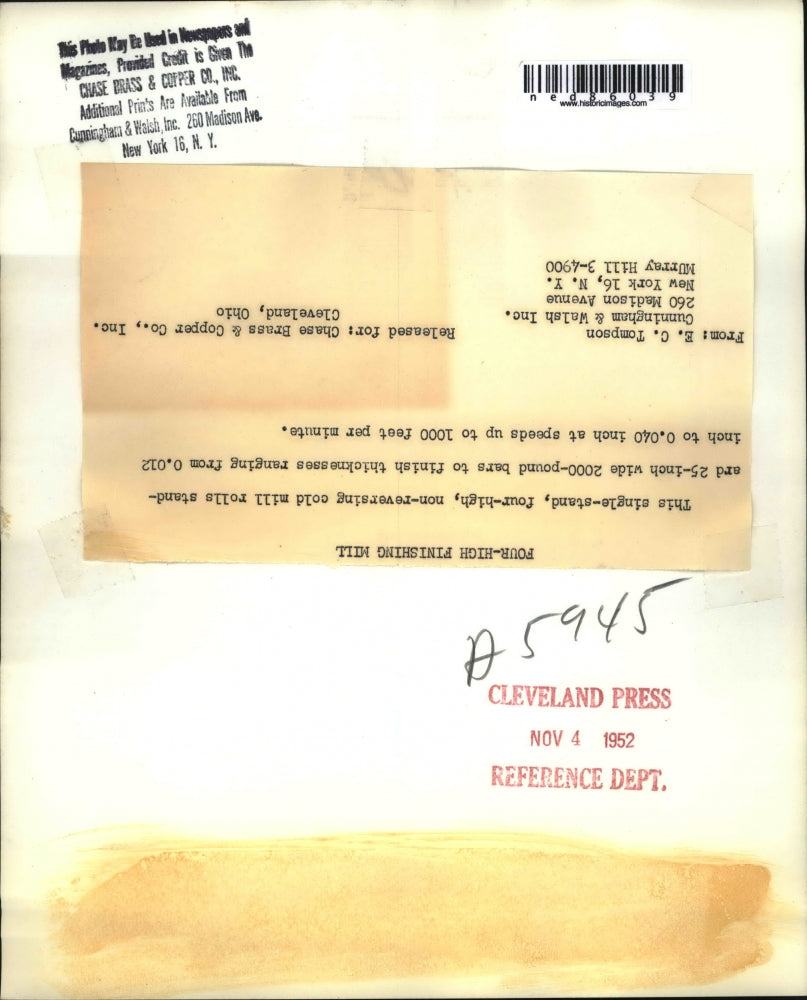 This Photo May Be Used in Newspapers and
Magazines, Provided Credit is Given The
CHASE BRASS & COPPER CO., INC.
Additional Prints Are Available From
Cunningham & Walsh, Inc. 260 Madison Ave.
New York 16, N. Y.
ned86039
www.historicimages.com
FOUR-HIGH FINISHING MILL
This single-stand, four-high, non-reversing cold mill rolls stand-
ard 25-inch wide 2000-pound bars to finish thicknesses ranging from 0.012
inch to 0.040 inch at speeds up to 1000 feet per minute.
From: E. C. Tompson
Cunningham & Walsh Inc.
260 Madison Avenue
New York 16, N. Y.
MUrray Hill 3-4900
Released for: Chase Brass & Copper Co., Inc.
Cleveland, Ohio
A 5945
CLEVELAND PRESS
NOV 4 1952
REFERENCE DEPT.